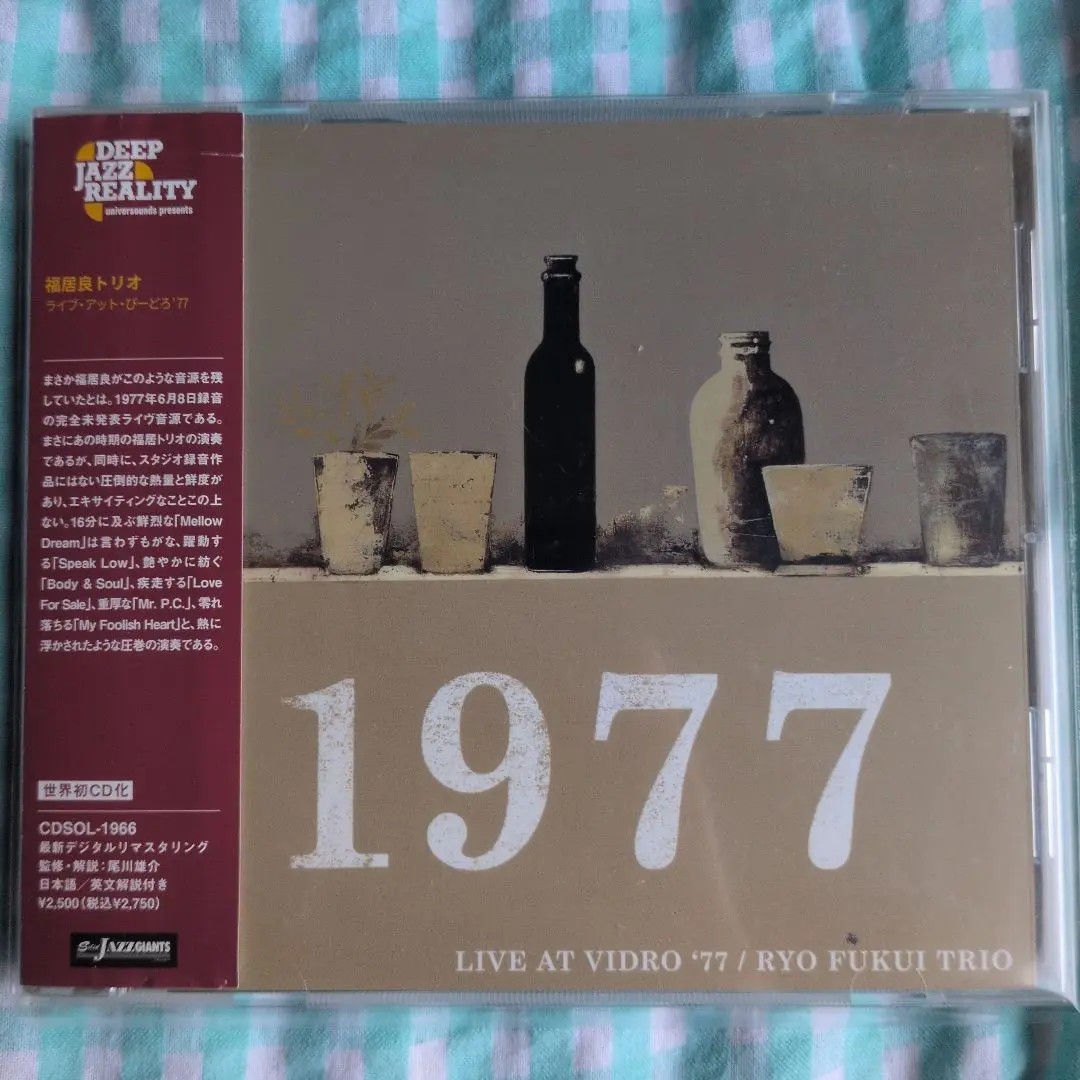 DEEP
JAZZ
REALITY
universounds presents
福居良トリオ
ライブ・アット・びーどろ'77
まさか福居良がこのような音源を残
していたとは。1977年6月8日録音
の完全未発表ライヴ音源である。
まさにあの時期の福居トリオの演奏
であるが、同時に、スタジオ録音作
品にはない圧倒的な熱量と鮮度が
あり、エキサイティングなことこの上
ない。16分に及ぶ鮮烈な「Mellow
Dream」は言わずもがな、躍動す
る「Speak Low」、艶やかに紡ぐ
「Body & Soul」、疾走する「Love
For Sale」、重厚な「Mr. P.C.」、零れ
落ちる「My Foolish Heart」と、熱に
浮かされたような圧巻の演奏である。
世界初CD化
CDSOL-1966
最新デジタルリマスタリング
監修・解説：尾川雄介
日本語／英文解説付き
¥2,500（税込¥2,750）
Solid JAZZ GIANTS
1977
LIVE AT VIDRO ‘77 / RYO FUKUI TRIO